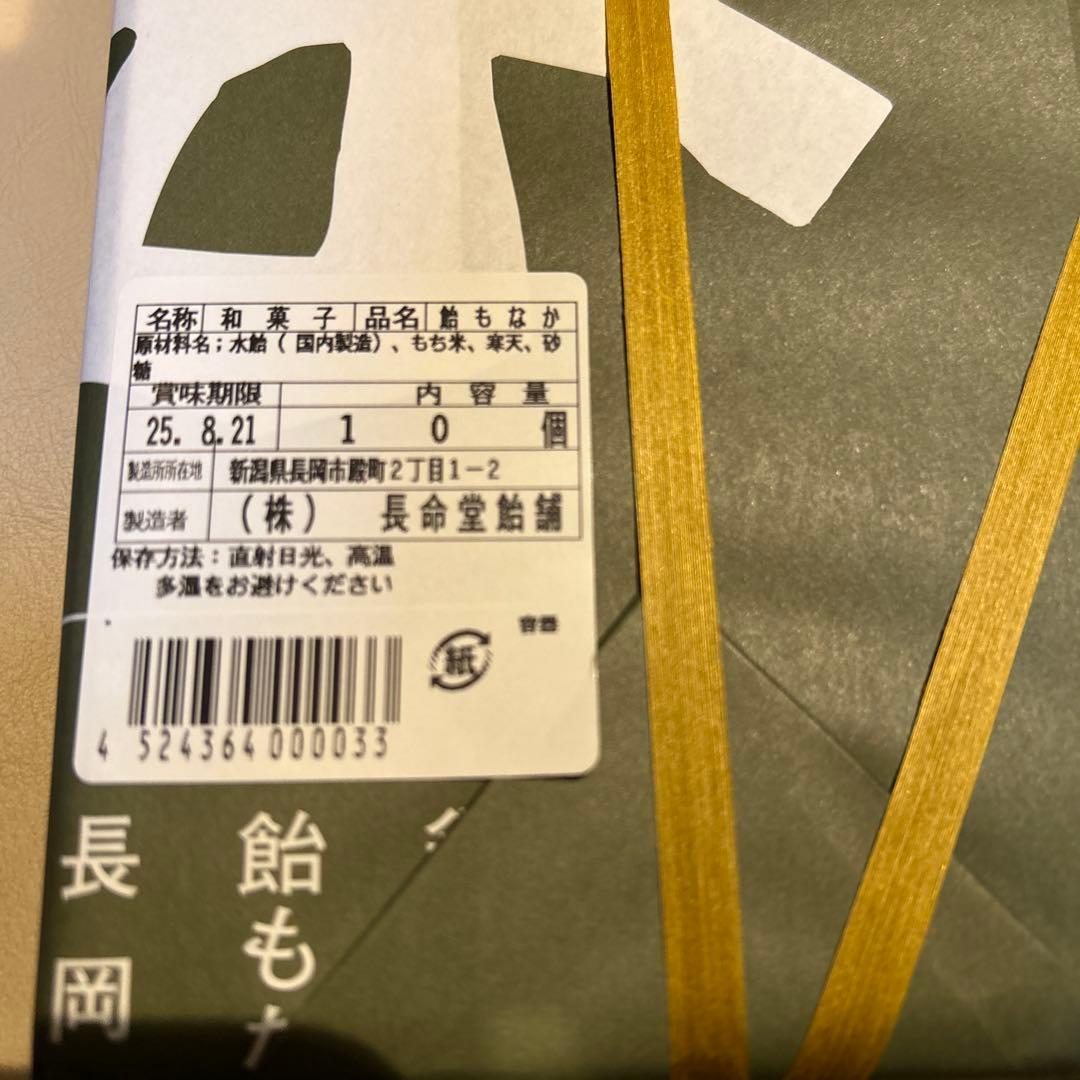 名称 和菓子 品名 飴もなか
原材料名；水飴（国内製造）、もち米、寒天、砂
糖
賞味期限 内容量
25. 8.21 10個
製造所所在地 新潟県長岡市殿町2丁目1－2
製造者 （株） 長命堂飴舗
保存方法：直射日光、高温
多湿をお避けください
容器
紙
4 524364 000033
長岡
飴も